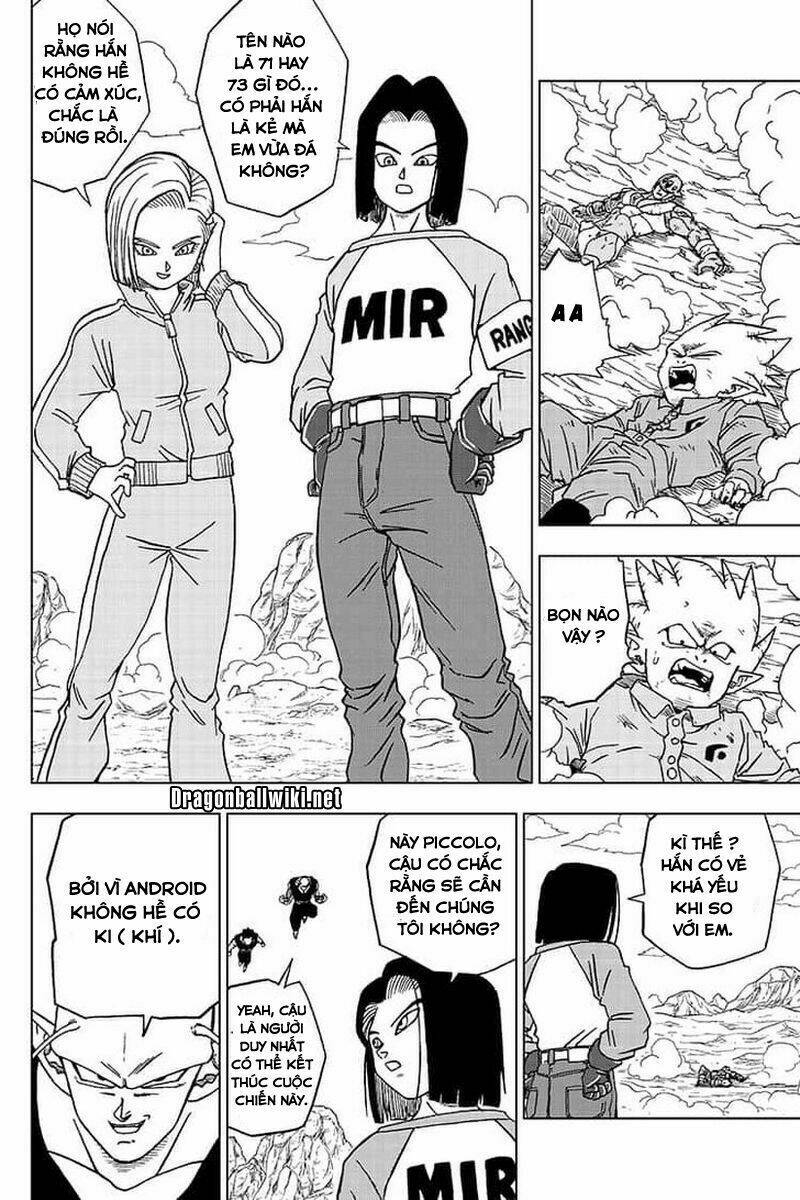 AA
BỌN NÀO
VẬY ?
TÊN NÀO
LÀ 71 HAY
73 GÌ ĐÓ...
CÓ PHẢI HẮN
LÀ KẺ MÀ
EM VỪA ĐÁ
KHÔNG?
HỌ NÓI
RẰNG HẮN
KHÔNG HỀ
CÓ CẢM XÚC,
CHẮC LÀ
ĐÚNG RỒI.
MIR
RANG
Dragonballwiki.net
KÌ THẾ ?
HẮN CÓ VẺ
KHÁ YẾU
KHI SO
VỚI EM.
NÀY PICCOLO,
CẬU CÓ CHẮC
RẰNG SẼ CẦN
ĐẾN CHÚNG
TÔI KHÔNG?
YEAH, CẬU
LÀ NGƯỜI
DUY NHẤT
CÓ THỂ KẾT
THÚC CUỘC
CHIẾN NÀY.
MIR
BỞI VÌ ANDROID
KHÔNG HỀ CÓ
KI ( KHÍ ).